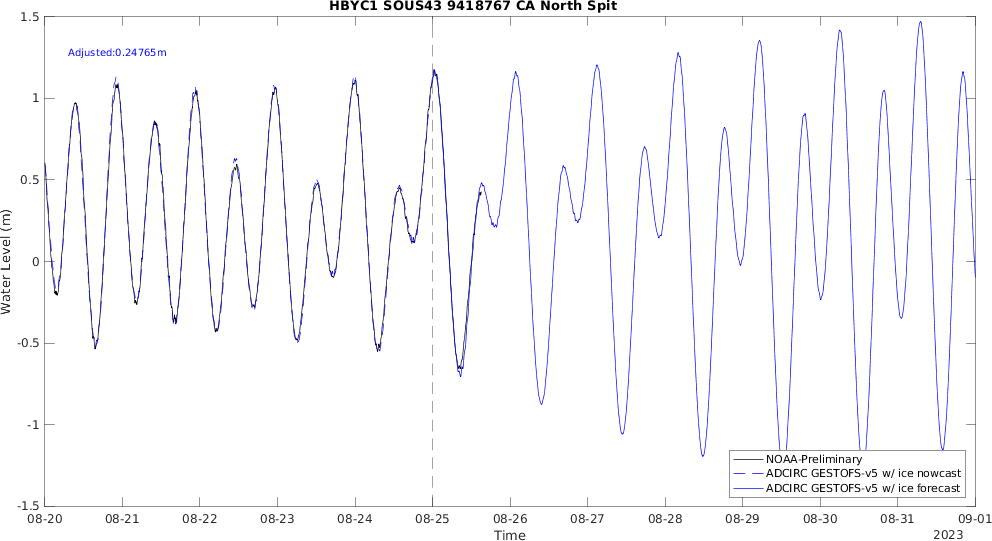 HBYC1 SOUS43 9418767 CA North Spit
Adjusted:0.24765m
Water Level (m)
1.5
1
0.5
0
-0.5
-1
-1.5
NOAA-Preliminary
ADCIRC GESTOFS-v5 w/ ice nowcast
ADCIRC GESTOFS-v5 w/ ice forecast
08-20 08-21 08-22 08-23 08-24 08-25 08-26 08-27 08-28 08-29 08-30 08-31 09-01
Time
2023